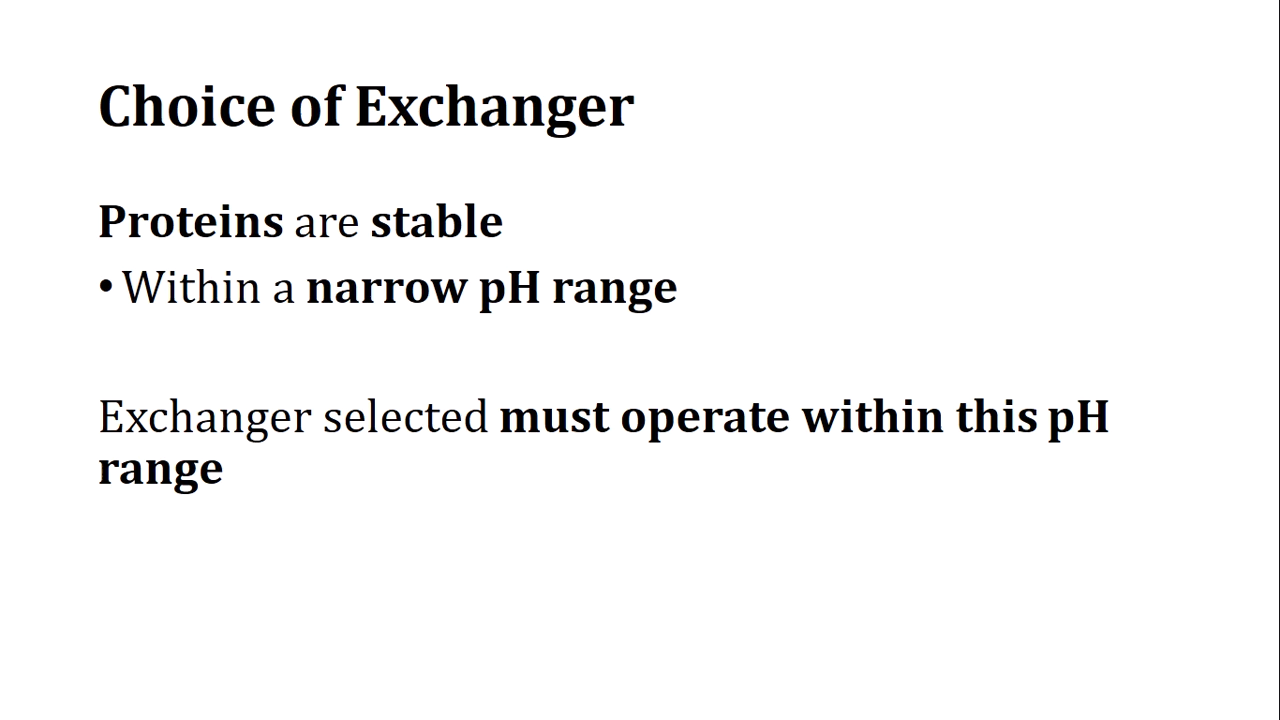 Choice of Exchanger
Proteins are stable
• Within a narrow pH range
Exchanger selected must operate within this pH
range